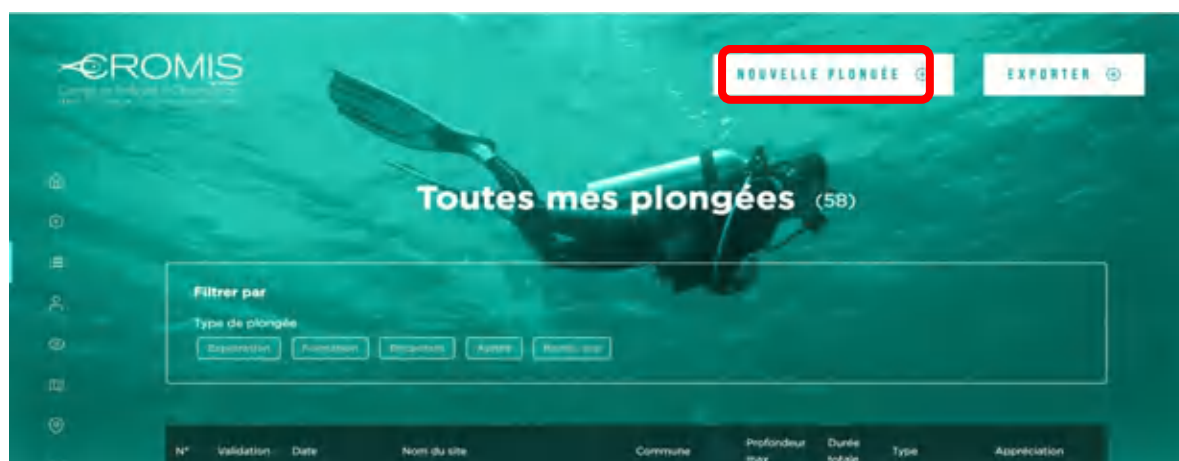 CROMIS
NOUVELLE PLONGÉE
EXPORTER
Toutes mes plongées (58)
Filtrer par
Type de plongée
Exploration Formation Autre
N° Validation Date Nom du site Commune Profondeur max Durée totale Type Appréciation